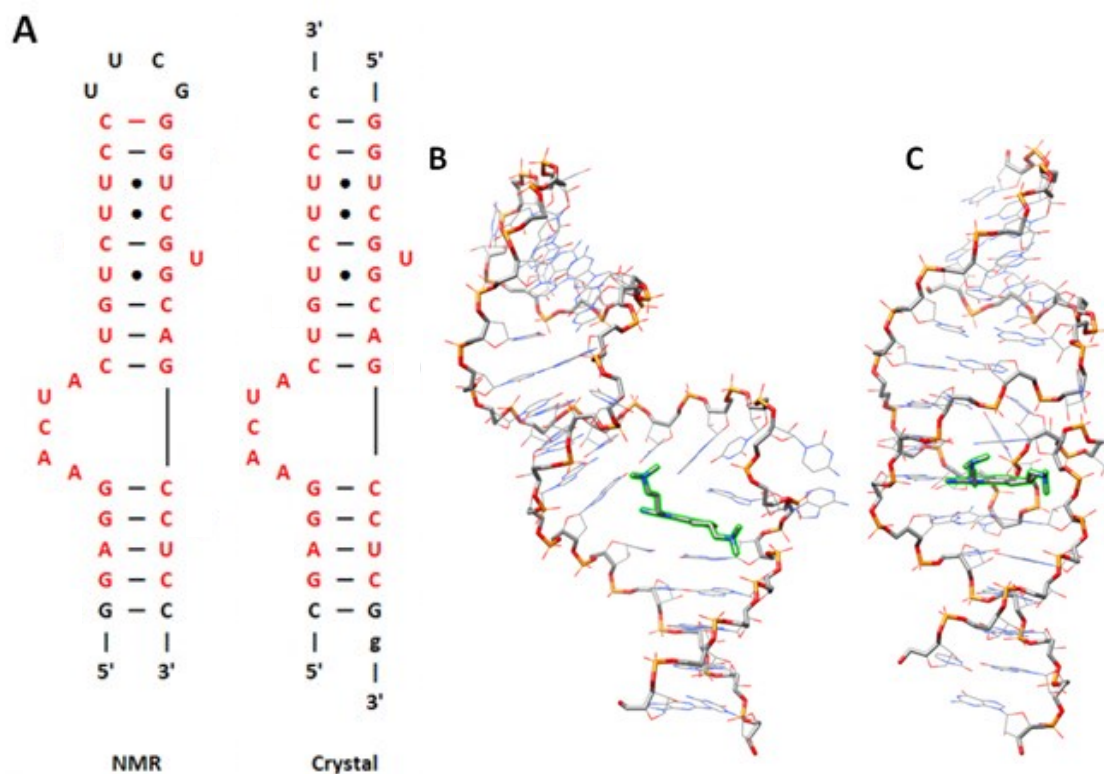 A
3'
U C 5'
U G c
C – G C – G
C – G C – G
B C
U • U U • U
U • C U • C
C – G C – G
U U
U • G U • G
G – C G – C
U – A U – A
C – G C – G
A A
U U
C C
A A A A
G – C G – C
G – C G – C
A – U A – U
G – C G – C
G – C C – G
g
5' 3' 5'
3'
NMR Crystal